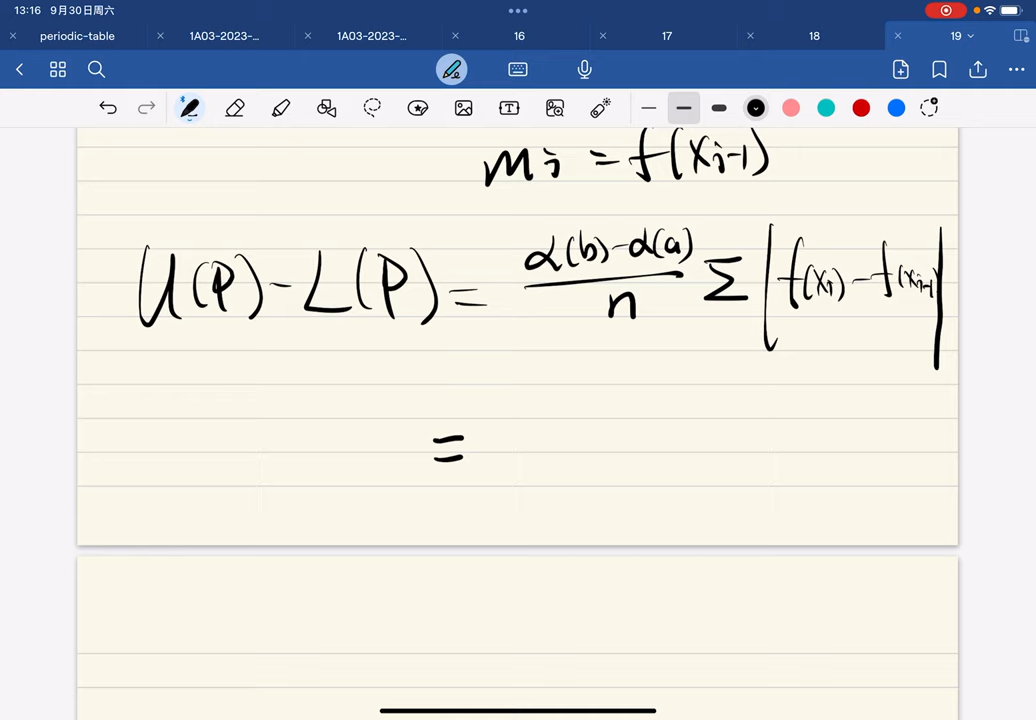 13:16 9月30日周六
periodic-table 1A03-2023-... 1A03-2023-... 16 17 18 19
mᵢ = f(xᵢ₋₁)
U(P) - L(P) = α(b)-α(a) / n Σ | f(xᵢ) - f(xᵢ₋₁) |
=